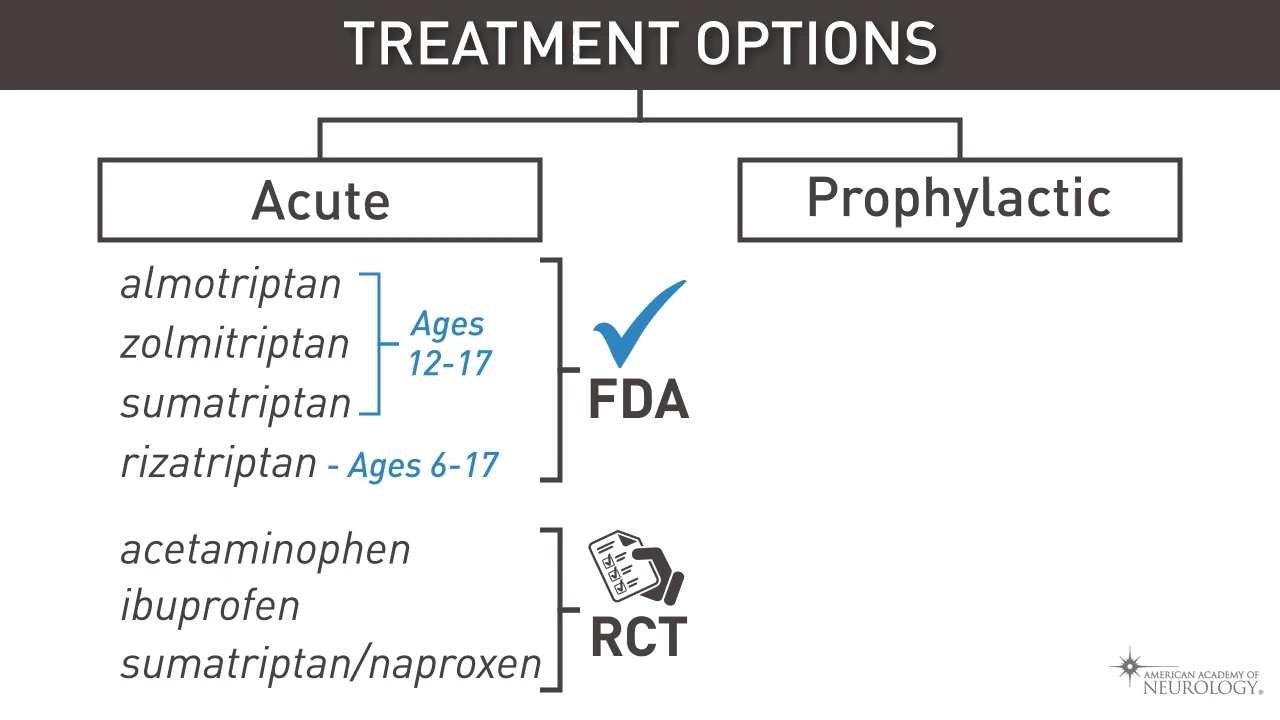 TREATMENT OPTIONS
Acute
Prophylactic
almotriptan
zolmitriptan
sumatriptan
Ages
12-17
rizatriptan - Ages 6-17
FDA
acetaminophen
ibuprofen
sumatriptan/naproxen
RCT
AMERICAN ACADEMY OF
NEUROLOGY®